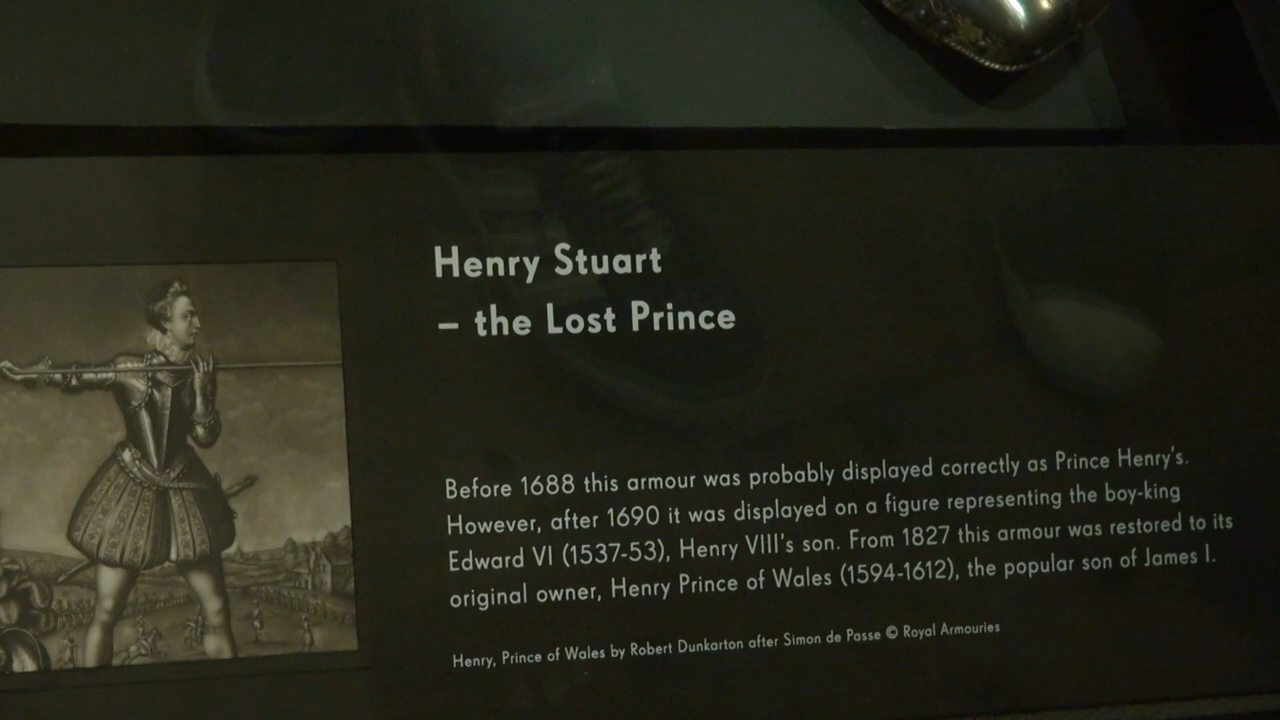 Henry Stuart
– the Lost Prince
Before 1688 this armour was probably displayed correctly as Prince Henry's.
However, after 1690 it was displayed on a figure representing the boy-king
Edward VI (1537-53), Henry VIII's son. From 1827 this armour was restored to its
original owner, Henry Prince of Wales (1594-1612), the popular son of James I.
Henry, Prince of Wales by Robert Dunkarton after Simon de Passe © Royal Armouries